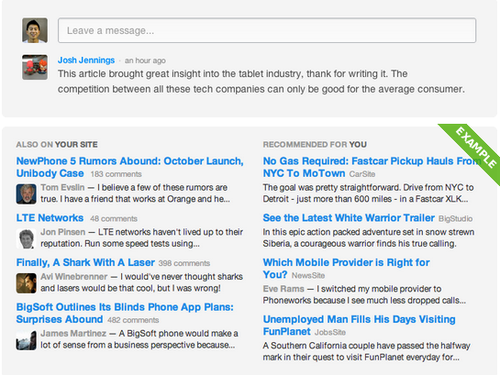 Leave a message...
Josh Jennings · an hour ago
This article brought great insight into the tablet industry, thank for writing it. The
competition between all these tech companies can only be good for the average consumer.
EXAMPLE
ALSO ON YOUR SITE
NewPhone 5 Rumors Abound: October Launch,
Unibody Case 183 comments
Tom Evslin — I believe a few of these rumors are
true. I have a friend that works at Orange and he...
LTE Networks 48 comments
Jon Pinsen — LTE networks haven't lived up to their
reputation. Run some speed tests using...
Finally, A Shark With A Laser 398 comments
Avi Winebrenner — I would've never thought sharks
and lasers would be that cool, but I was wrong!
BigSoft Outlines Its Blinds Phone App Plans:
Surprises Abound 482 comments
James Martinez — A BigSoft phone would make a
lot of sense from a business perspective because...
RECOMMENDED FOR YOU
No Gas Required: Fastcar Pickup Hauls From
NYC To MoTown CarSite
The goal was pretty straightforward. Drive from NYC to
Detroit - just more than 600 miles - in a Fastcar XLK...
See the Latest White Warrior Trailer BigStudio
In this epic action packed adventure set in snow strewn
Siberia, a courageous warrior finds his true calling.
Which Mobile Provider is Right for
You? NewsSite
Eve Rams — I switched my mobile provider to
Phoneworks because I see much less dropped calls...
Unemployed Man Fills His Days Visiting
FunPlanet JobsSite
A Southern California couple have passed the halfway
mark in their quest to visit FunPlanet everyday for...